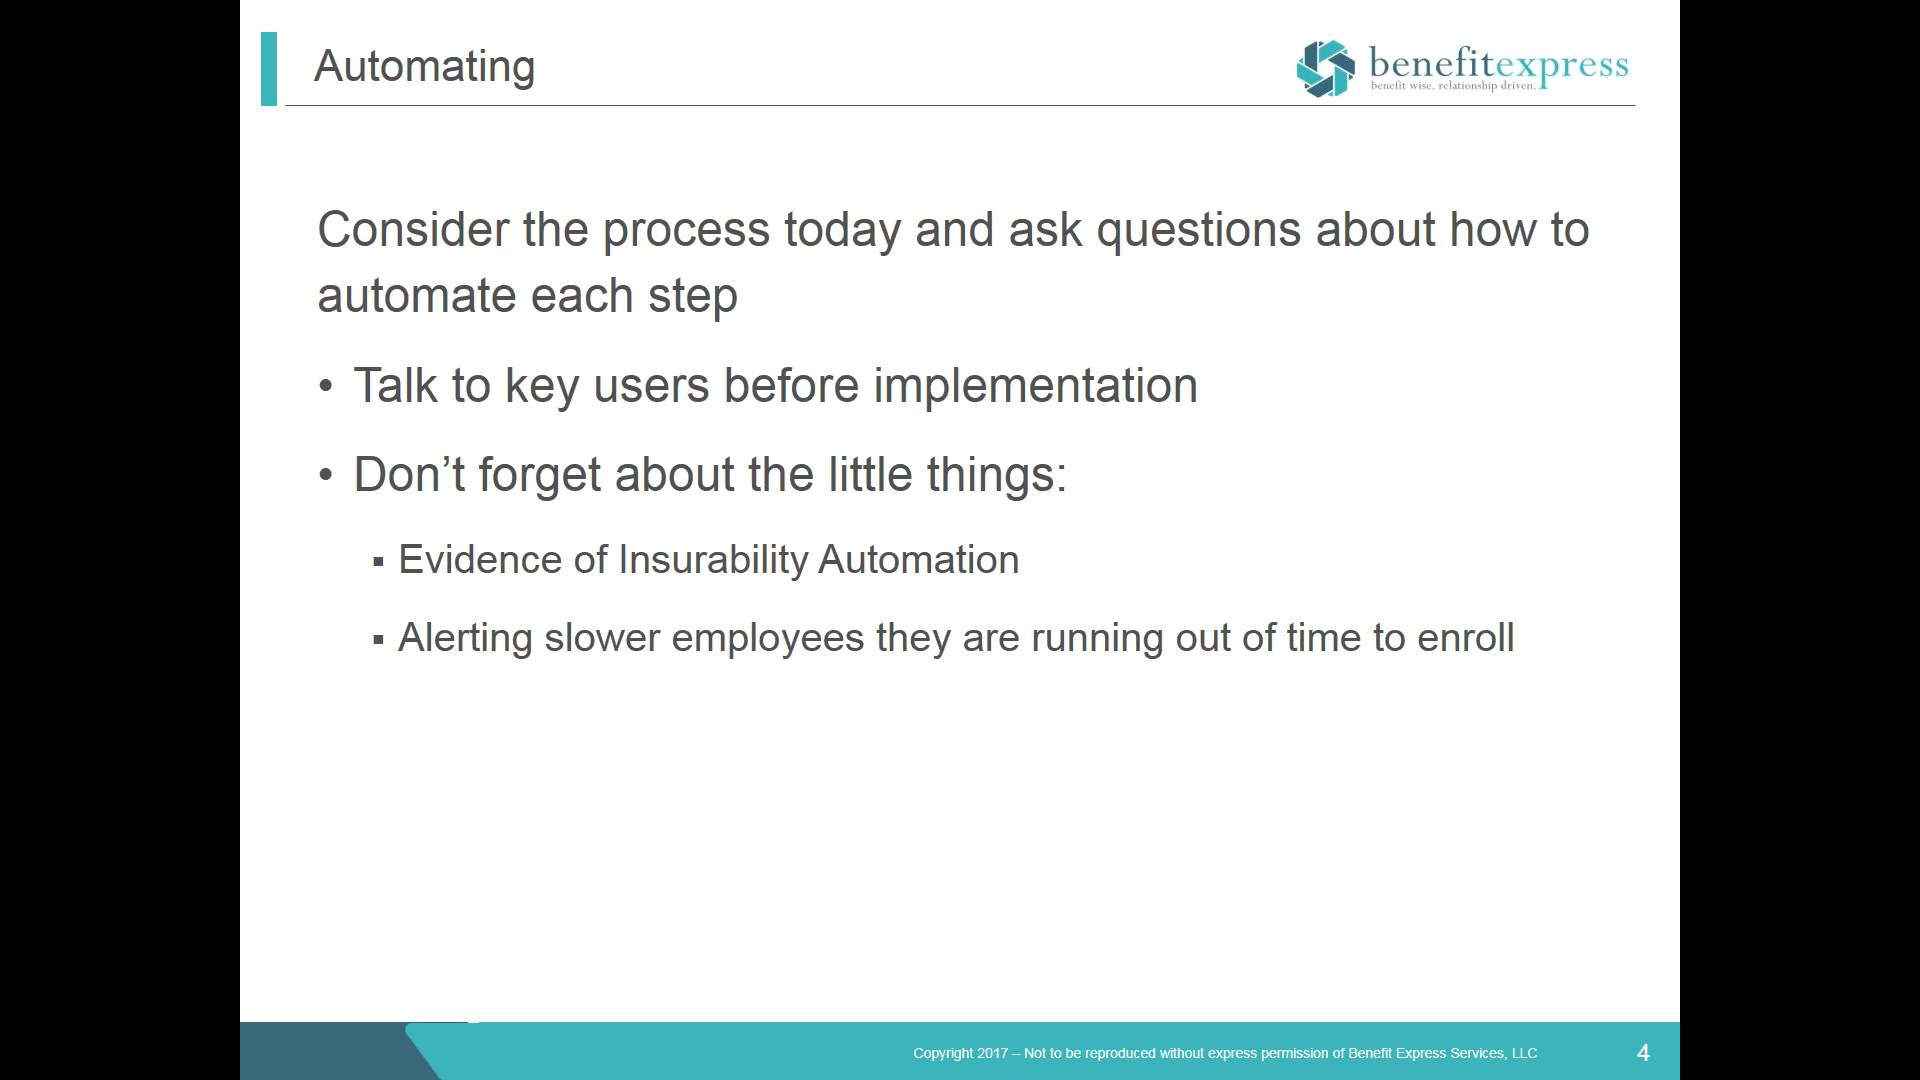 Automating
benefitexpress
benefit wise. relationship driven.
Consider the process today and ask questions about how to
automate each step
• Talk to key users before implementation
• Don’t forget about the little things:
▪ Evidence of Insurability Automation
▪ Alerting slower employees they are running out of time to enroll
Copyright 2017 – Not to be reproduced without express permission of Benefit Express Services, LLC
4